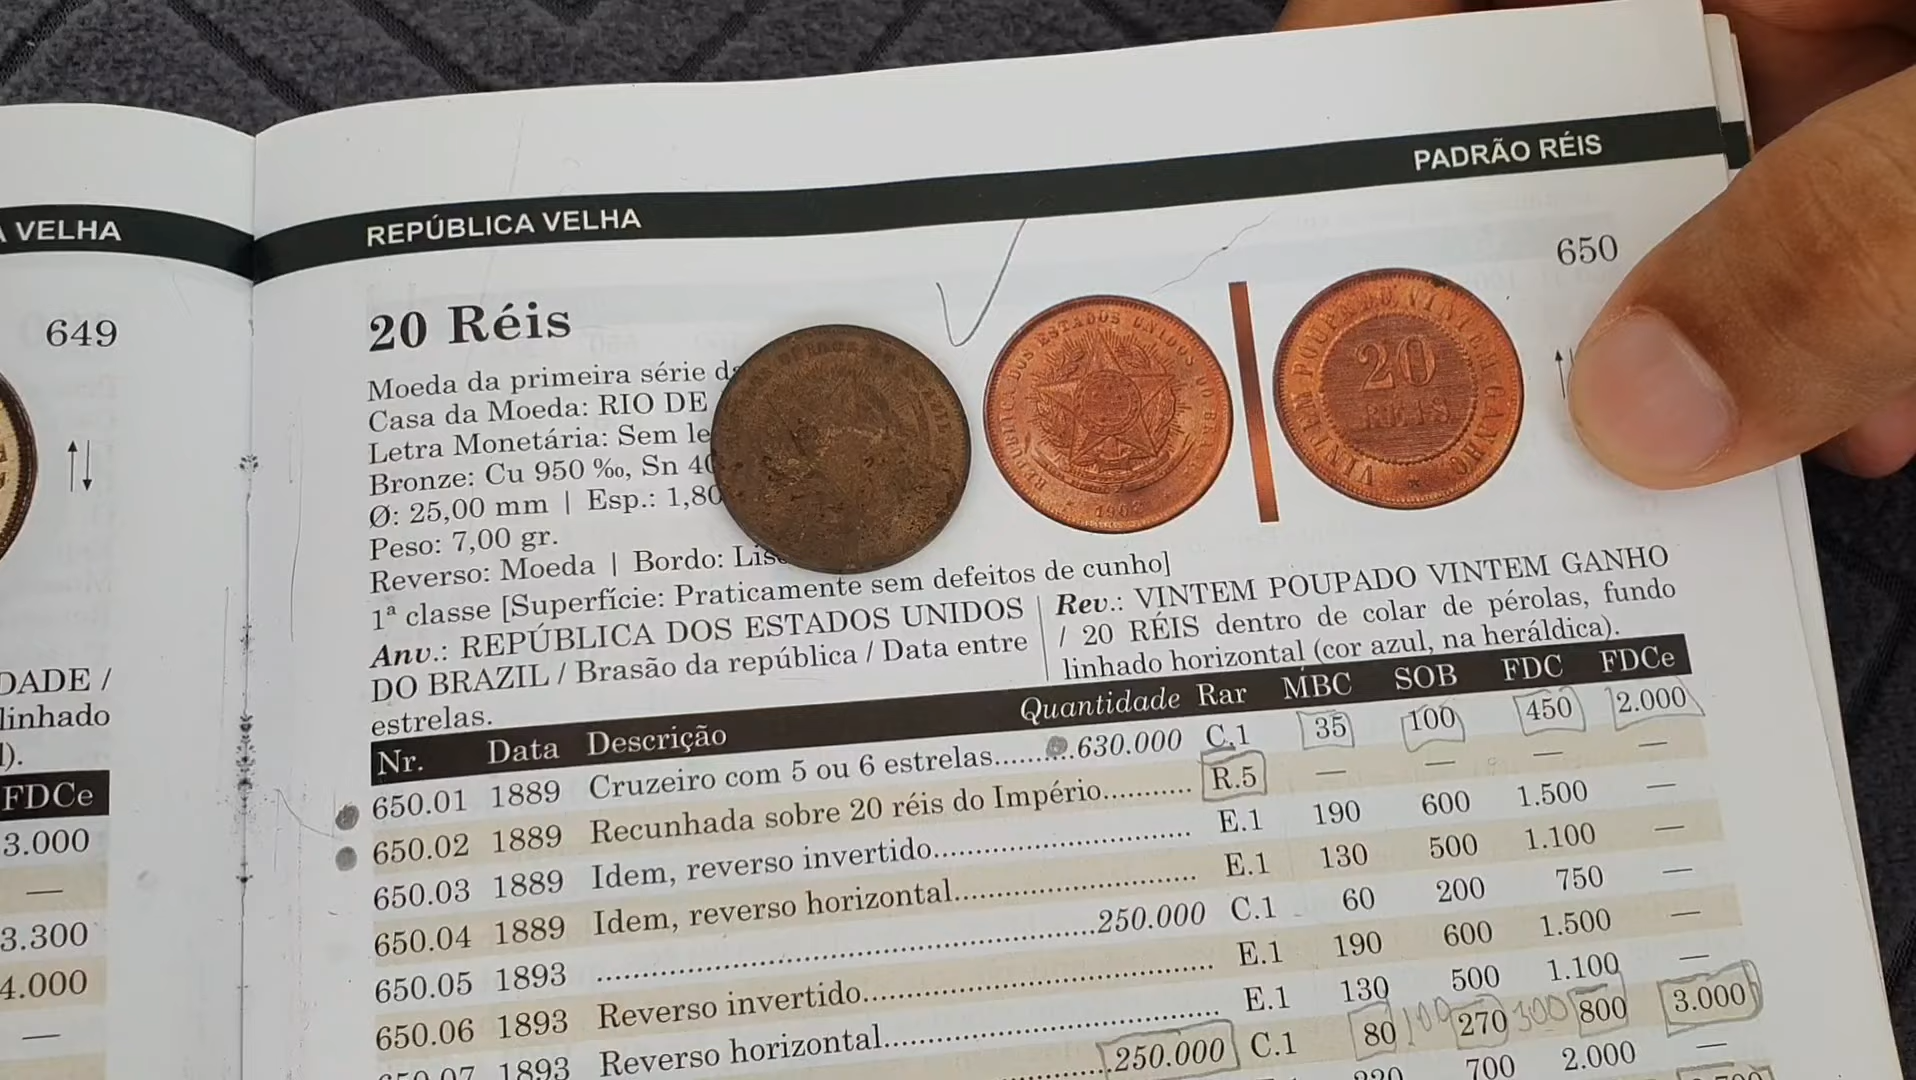 VELHA
649
DADE /
linhado
l).
FDCe
3.000
—
3.300
4.000
—
REPÚBLICA VELHA
PADRÃO RÉIS
650
20 Réis
Moeda da primeira série
Casa da Moeda: RIO DE
Letra Monetária: Sem
Bronze: Cu 950 ‰, Sn
Ø: 25,00 mm | Esp.: 1,80
Peso: 7,00 gr.
Reverso: Moeda | Bordo:
1ª classe [Superfície: Praticamente sem defeitos de cunho]
Anv.: REPÚBLICA DOS ESTADOS UNIDOS
DO BRAZIL / Brasão da república / Data entre
estrelas.
Rev.: VINTEM POUPADO VINTEM GANHO
/ 20 RÉIS dentro de colar de pérolas, fundo
linhado horizontal (cor azul, na heráldica).
20
REIS
VINTEM POUPADO VINTEM GANHO
Nr. Data Descrição Quantidade Rar MBC SOB FDC FDCe
650.01 1889 Cruzeiro com 5 ou 6 estrelas..........630.000 C.1 35 100 450 2.000
650.02 1889 Recunhada sobre 20 réis do Império........... R.5 — — — —
650.03 1889 Idem, reverso invertido................................ E.1 190 600 1.500 —
650.04 1889 Idem, reverso horizontal.............................. E.1 130 500 1.100 —
650.05 1893 ............................................................250.000 C.1 60 200 750 —
650.06 1893 Reverso invertido.......................................... E.1 190 600 1.500 —
650.07 1893 Reverso horizontal........................................ E.1 130 500 1.100 —
250.000 C.1 80 100 270 300 800 3.000
700 2.000 —